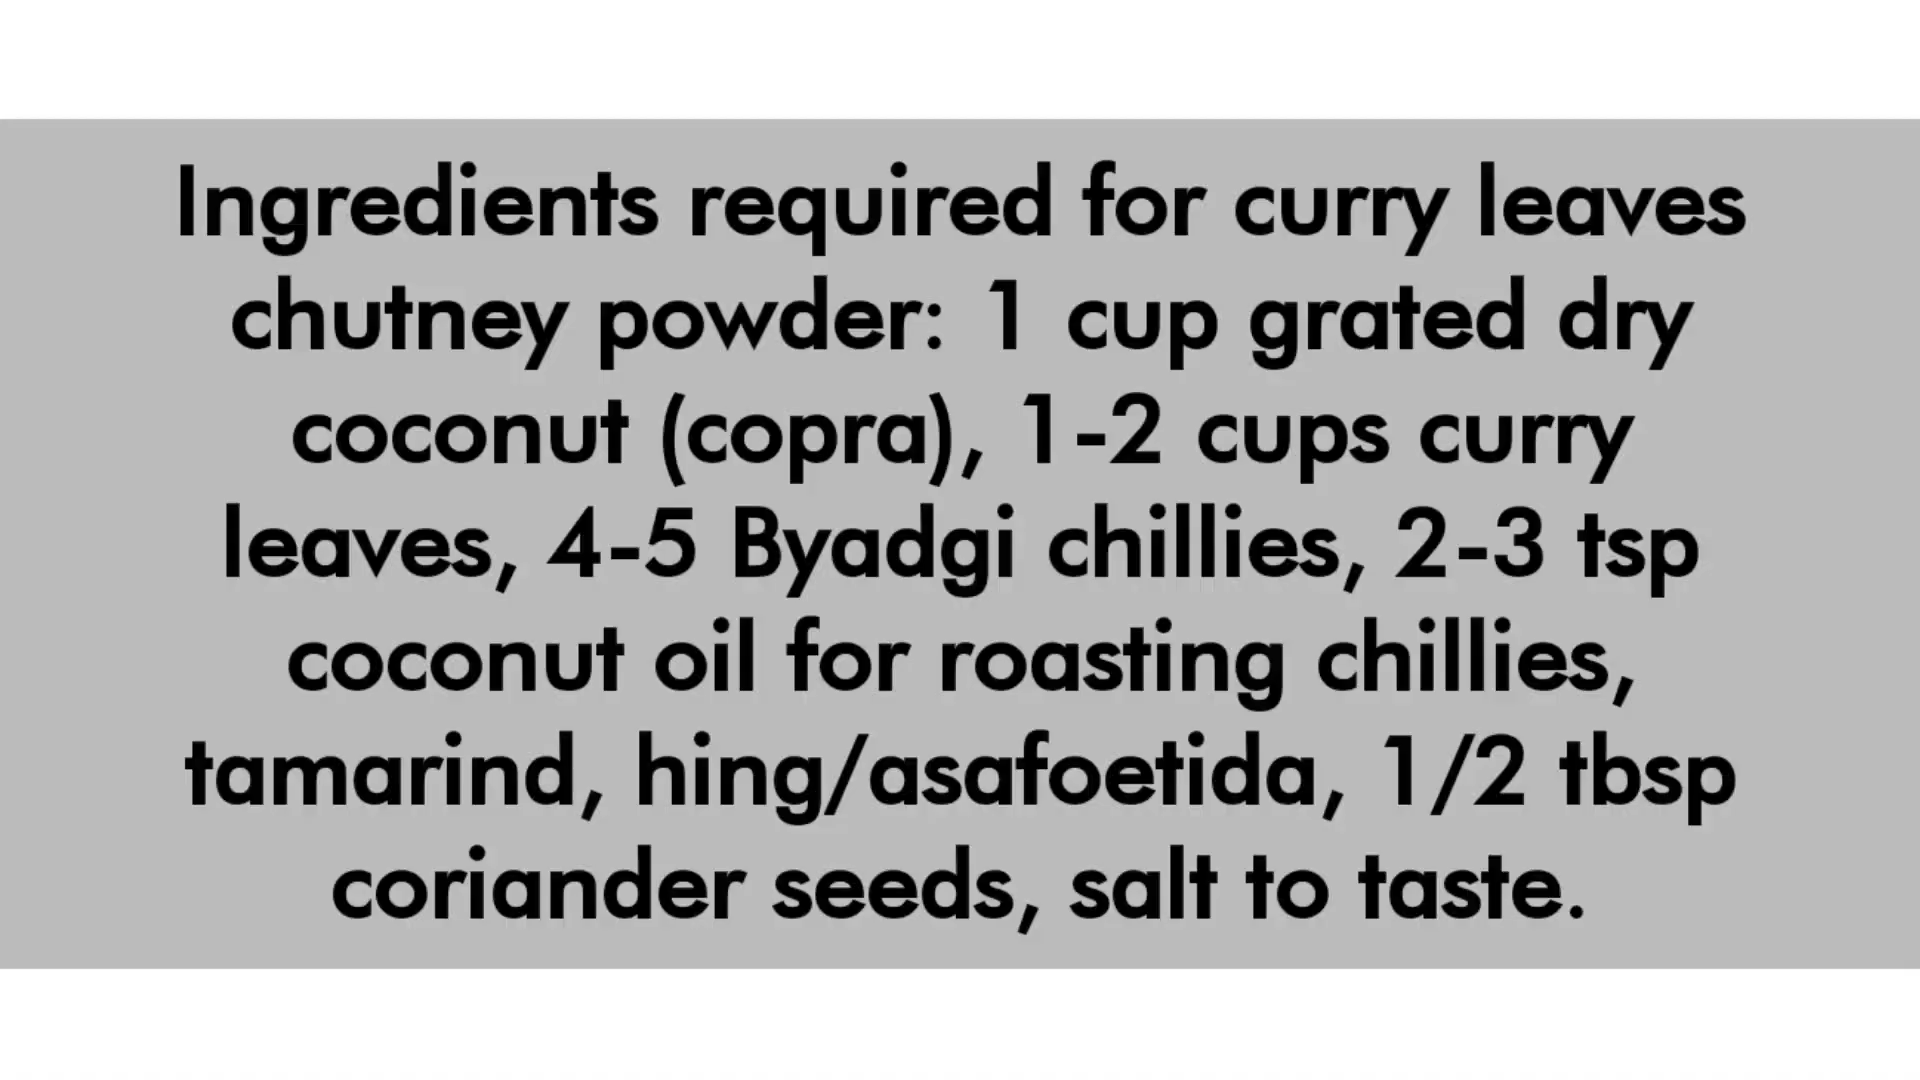 Ingredients required for curry leaves
chutney powder: 1 cup grated dry
coconut (copra), 1-2 cups curry
leaves, 4-5 Byadgi chillies, 2-3 tsp
coconut oil for roasting chillies,
tamarind, hing/asafoetida, 1/2 tbsp
coriander seeds, salt to taste.